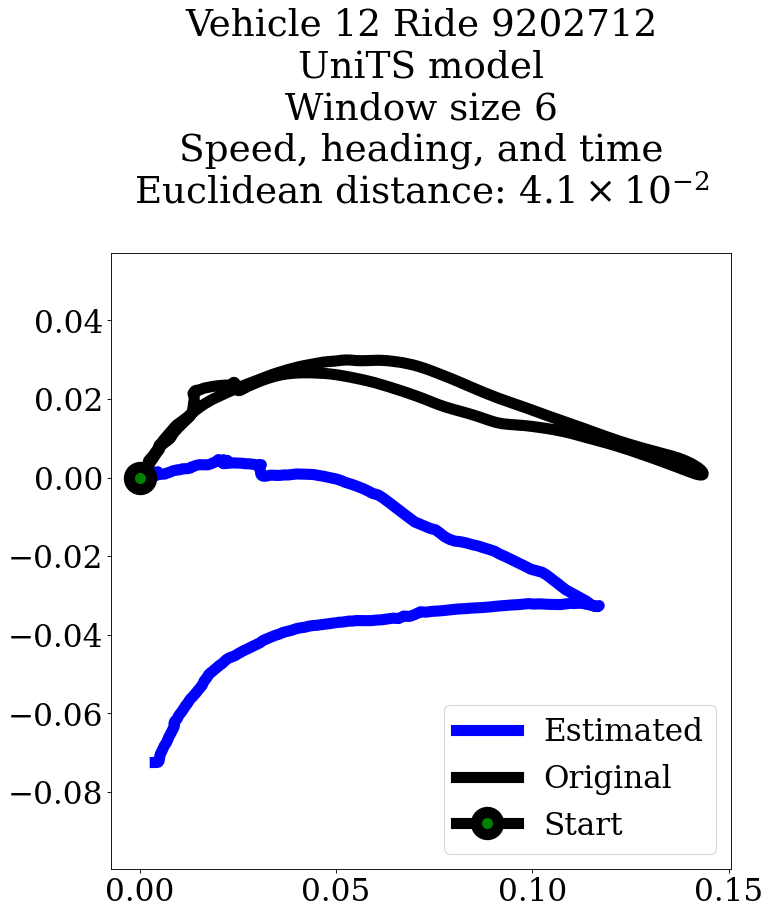 Vehicle 12 Ride 9202712
UniTS model
Window size 6
Speed, heading, and time
Euclidean distance: 4.1 × 10⁻²
0.04
0.02
0.00
−0.02
−0.04
−0.06
−0.08
Estimated
Original
Start
0.00 0.05 0.10 0.15